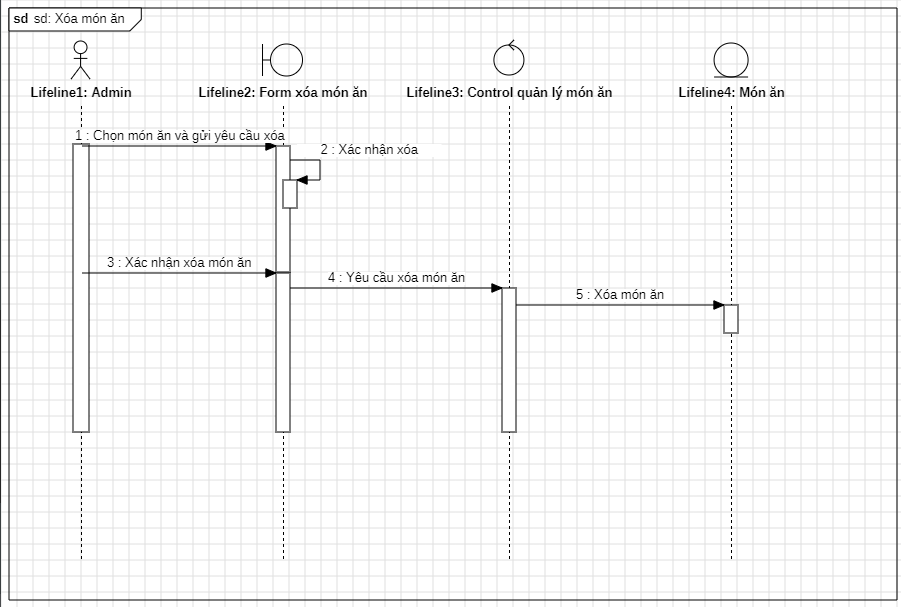 sd sd: Xóa món ăn
Lifeline1: Admin
Lifeline2: Form xóa món ăn
Lifeline3: Control quản lý món ăn
Lifeline4: Món ăn
1 : Chọn món ăn và gửi yêu cầu xóa
2 : Xác nhận xóa
3 : Xác nhận xóa món ăn
4 : Yêu cầu xóa món ăn
5 : Xóa món ăn